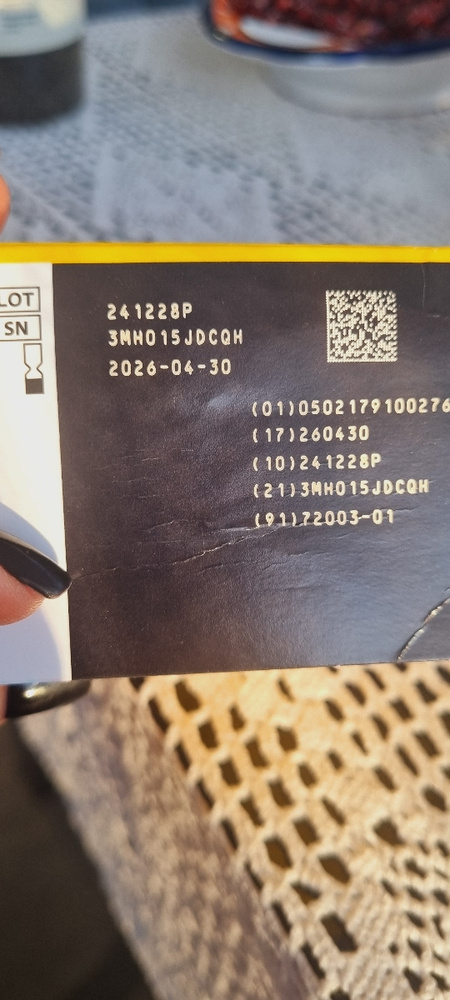 LOT
SN
241228P
3MH015JDCQH
2026-04-30
(01)0502179100276
(17)260430
(10)241228P
(21)3MH015JDCQH
(91)72003-01